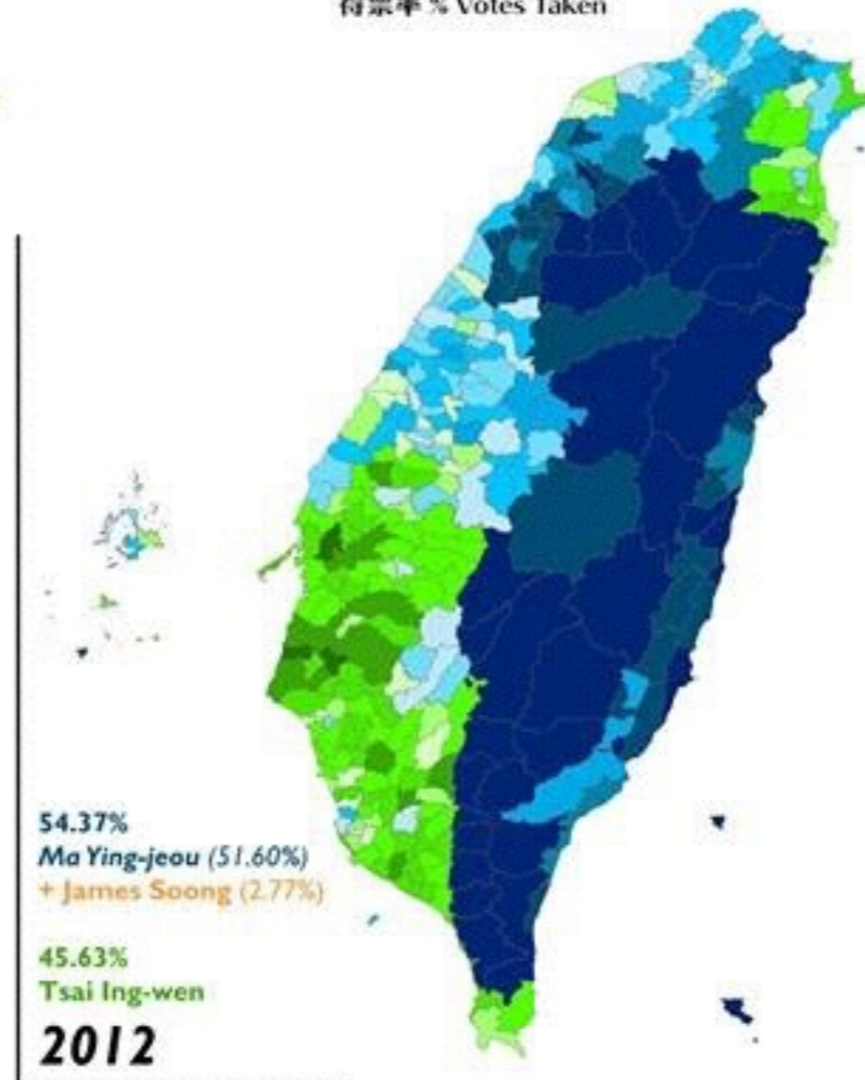 得票率 % Votes Taken
54.37%
Ma Ying-jeou (51.60%)
+ James Soong (2.77%)
45.63%
Tsai Ing-wen
2012